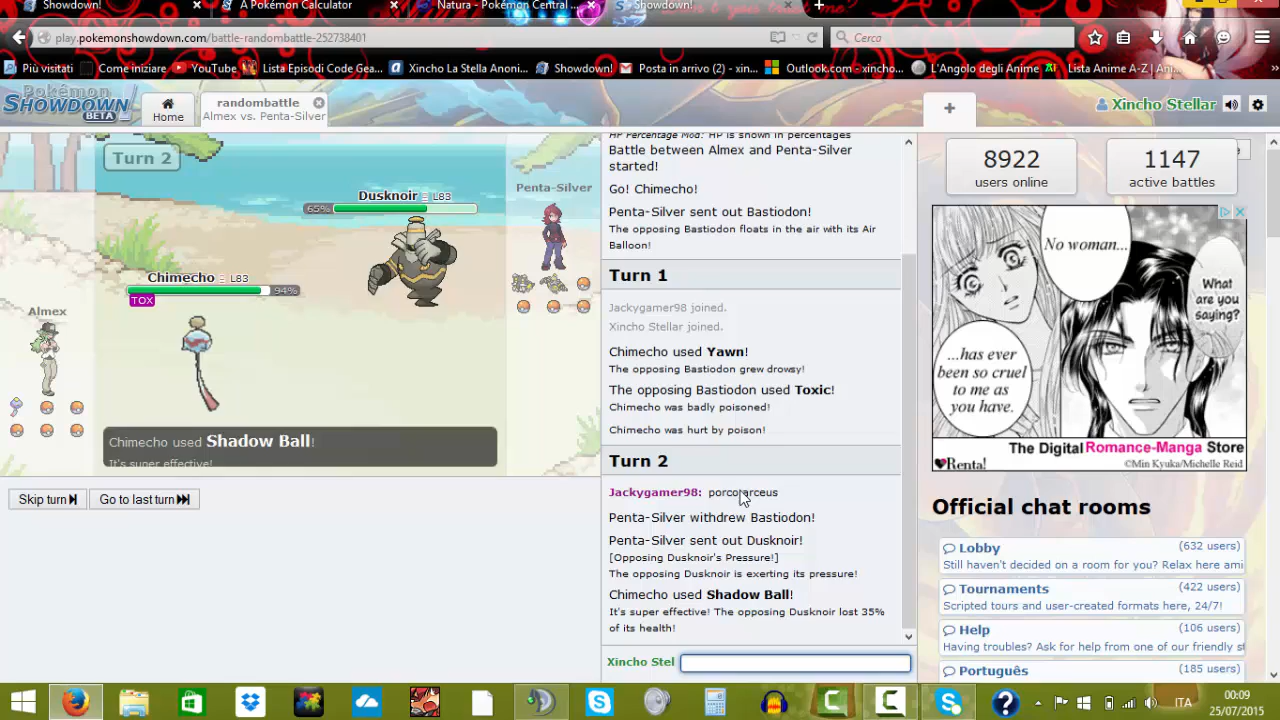 Showdown!
A Pokémon Calculator
Natura - Pokémon Central ...
Showdown!
play.pokemonshowdown.com/battle-randombattle-252738401
Cerca
Più visitati
Come iniziare
YouTube
Lista Episodi Code Gea...
Xincho La Stella Anoni...
Showdown!
Posta in arrivo (2) - xin...
Outlook.com - xincho...
L'Angolo degli Anime
Lista Anime A-Z | Ani...
Pokémon
Showdown
BETA
Home
randombattle
Almex vs. Penta-Silver
Xincho Stellar
Turn 2
Dusknoir L83
65%
Penta-Silver
Chimecho L83
94%
TOX
Almex
Chimecho used Shadow Ball!
It's super effective!
Skip turn
Go to last turn
HP Percentage Mod: HP is shown in percentages
Battle between Almex and Penta-Silver
started!
Go! Chimecho!
Penta-Silver sent out Bastiodon!
The opposing Bastiodon floats in the air with its Air
Balloon!
Turn 1
Jackygamer98 joined.
Xincho Stellar joined.
Chimecho used Yawn!
The opposing Bastiodon grew drowsy!
The opposing Bastiodon used Toxic!
Chimecho was badly poisoned!
Chimecho was hurt by poison!
Turn 2
Jackygamer98: porco arceus
Penta-Silver withdrew Bastiodon!
Penta-Silver sent out Dusknoir!
[Opposing Dusknoir's Pressure!]
The opposing Dusknoir is exerting its pressure!
Chimecho used Shadow Ball!
It's super effective! The opposing Dusknoir lost 35%
of its health!
Xincho Stel
8922
users online
1147
active battles
No woman...
What
are you
saying?
...has ever
been so cruel
to me as
you have.
The Digital Romance-Manga Store
Renta!
©Min Kyuka/Michelle Reid
Official chat rooms
Lobby
(632 users)
Still haven't decided on a room for you? Relax here ami
Tournaments
(422 users)
Scripted tours and user-created formats here, 24/7!
Help
(106 users)
Having troubles? Ask for help from one of our friendly st
Português
(185 users)
ITA
00:09
25/07/2015